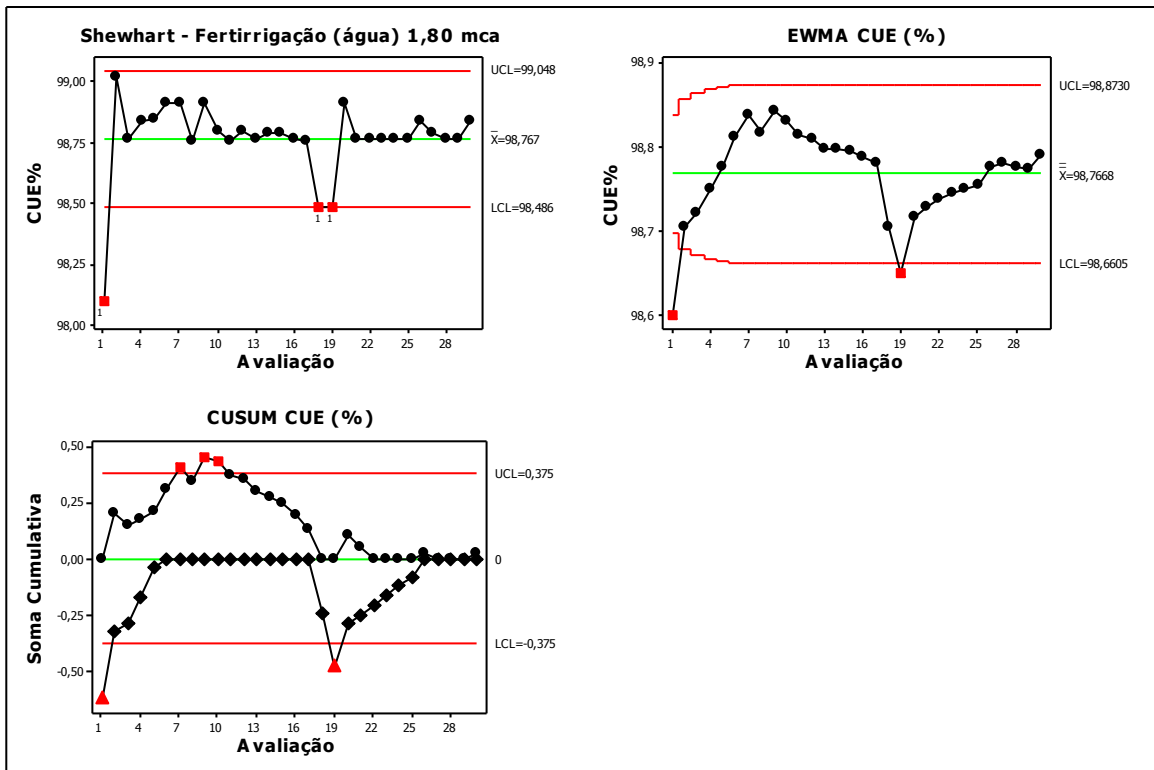 Shewhart - Fertirrigação (água) 1,80 mca
CUE%
99,00
98,75
98,50
98,25
98,00
UCL=99,048
X=98,767
LCL=98,486
1
1
1
1 4 7 10 13 16 19 22 25 28
Avaliação
EWMA CUE (%)
CUE%
98,9
98,8
98,7
98,6
UCL=98,8730
X=98,7668
LCL=98,6605
1 4 7 10 13 16 19 22 25 28
Avaliação
CUSUM CUE (%)
Soma Cumulativa
0,50
0,25
0,00
-0,25
-0,50
UCL=0,375
0
LCL=-0,375
1 4 7 10 13 16 19 22 25 28
Avaliação